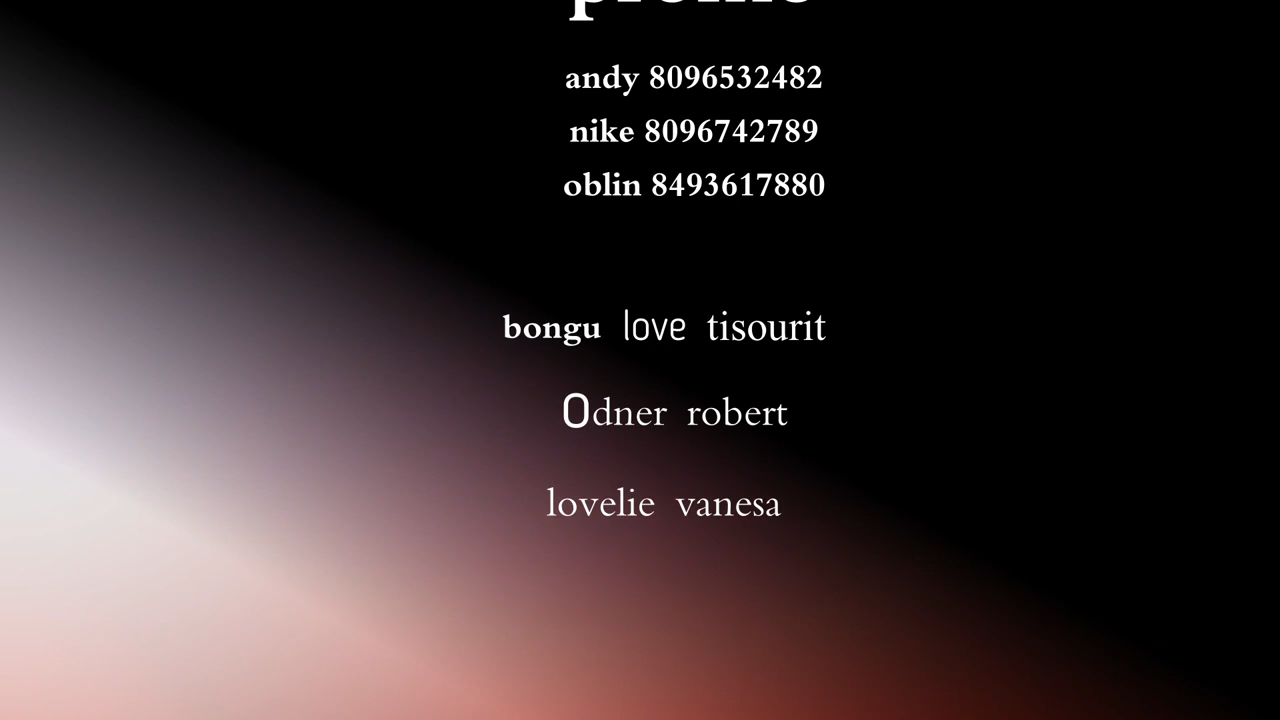 andy 8096532482
nike 8096742789
oblin 8493617880
bongu love tisourit
Odner robert
lovelie vanesa